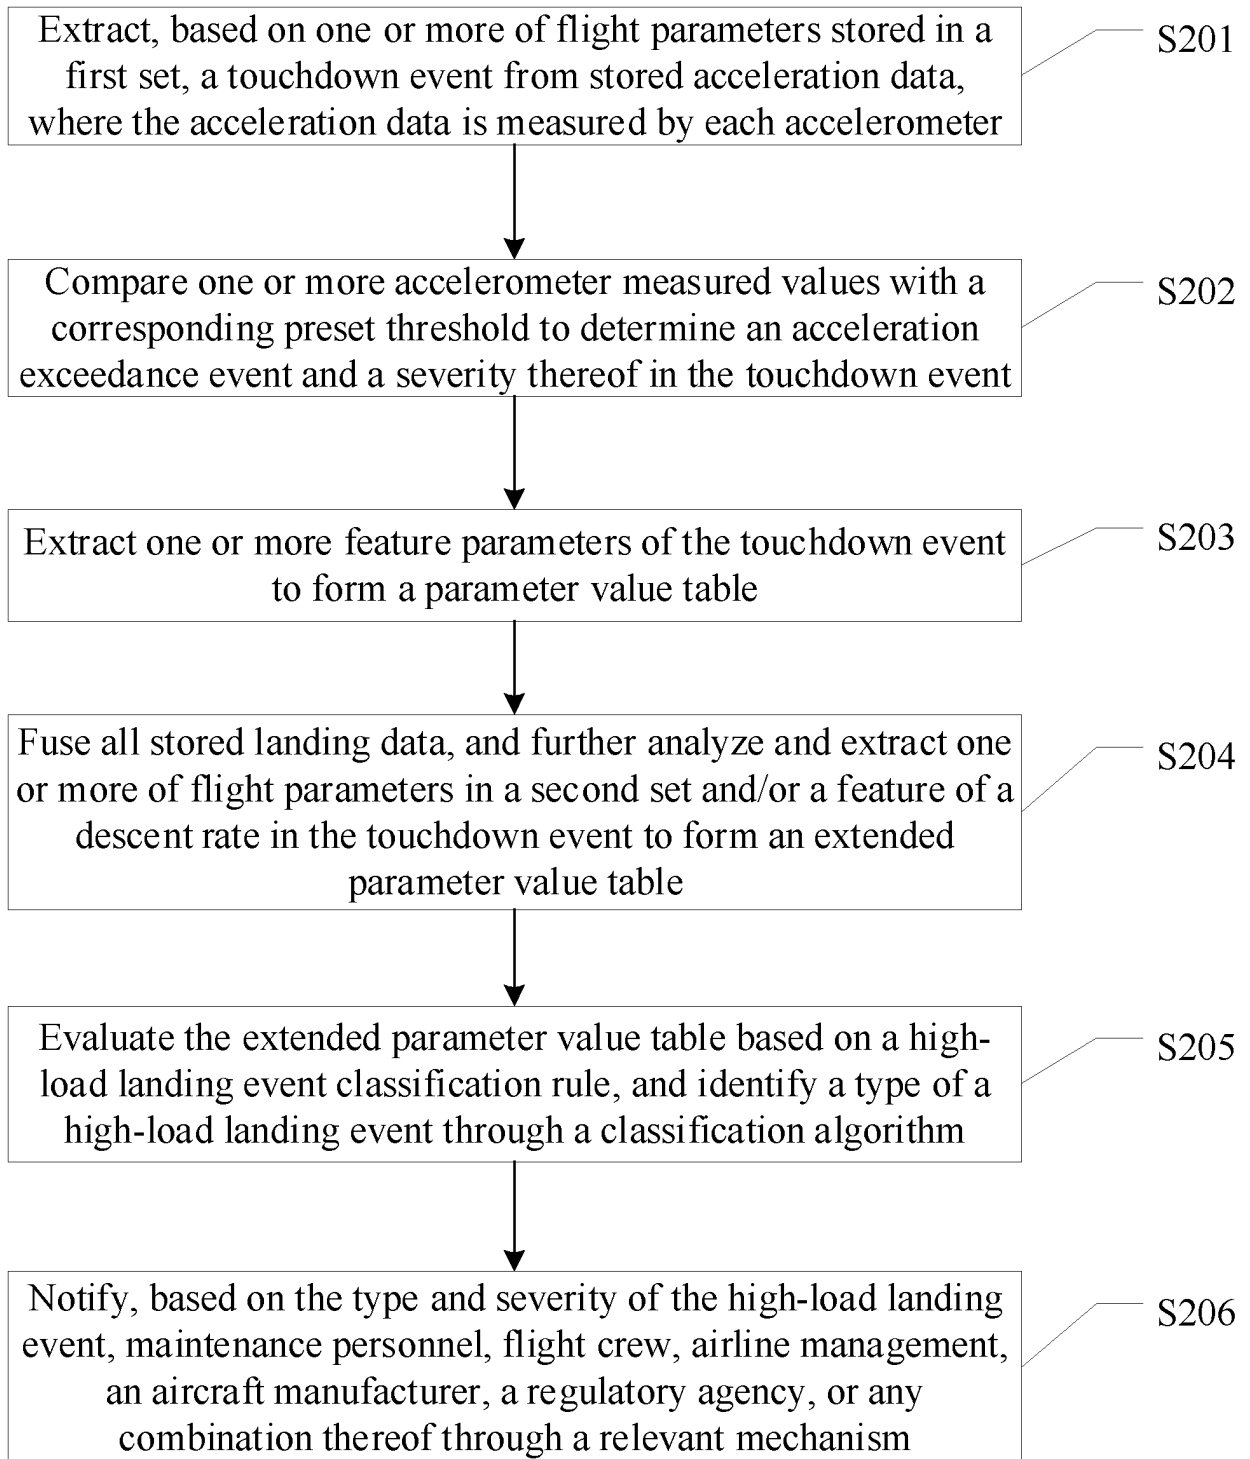 Extract, based on one or more of flight parameters stored in a
first set, a touchdown event from stored acceleration data,
where the acceleration data is measured by each accelerometer
S201
Compare one or more accelerometer measured values with a
corresponding preset threshold to determine an acceleration
exceedance event and a severity thereof in the touchdown event
S202
Extract one or more feature parameters of the touchdown event
to form a parameter value table
S203
Fuse all stored landing data, and further analyze and extract one
or more of flight parameters in a second set and/or a feature of a
descent rate in the touchdown event to form an extended
parameter value table
S204
Evaluate the extended parameter value table based on a high-
load landing event classification rule, and identify a type of a
high-load landing event through a classification algorithm
S205
Notify, based on the type and severity of the high-load landing
event, maintenance personnel, flight crew, airline management,
an aircraft manufacturer, a regulatory agency, or any
combination thereof through a relevant mechanism
S206